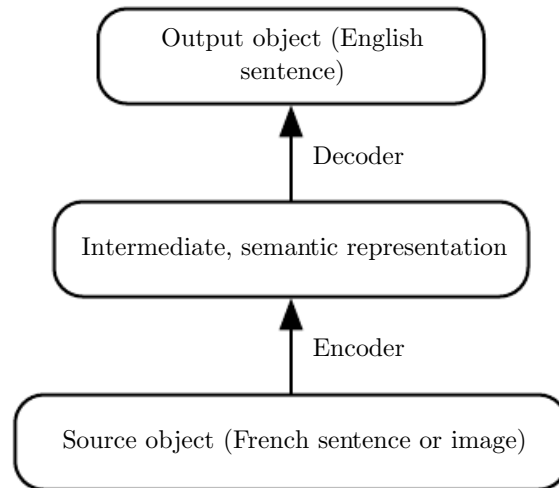 Output object (English
sentence)
Decoder
Intermediate, semantic representation
Encoder
Source object (French sentence or image)